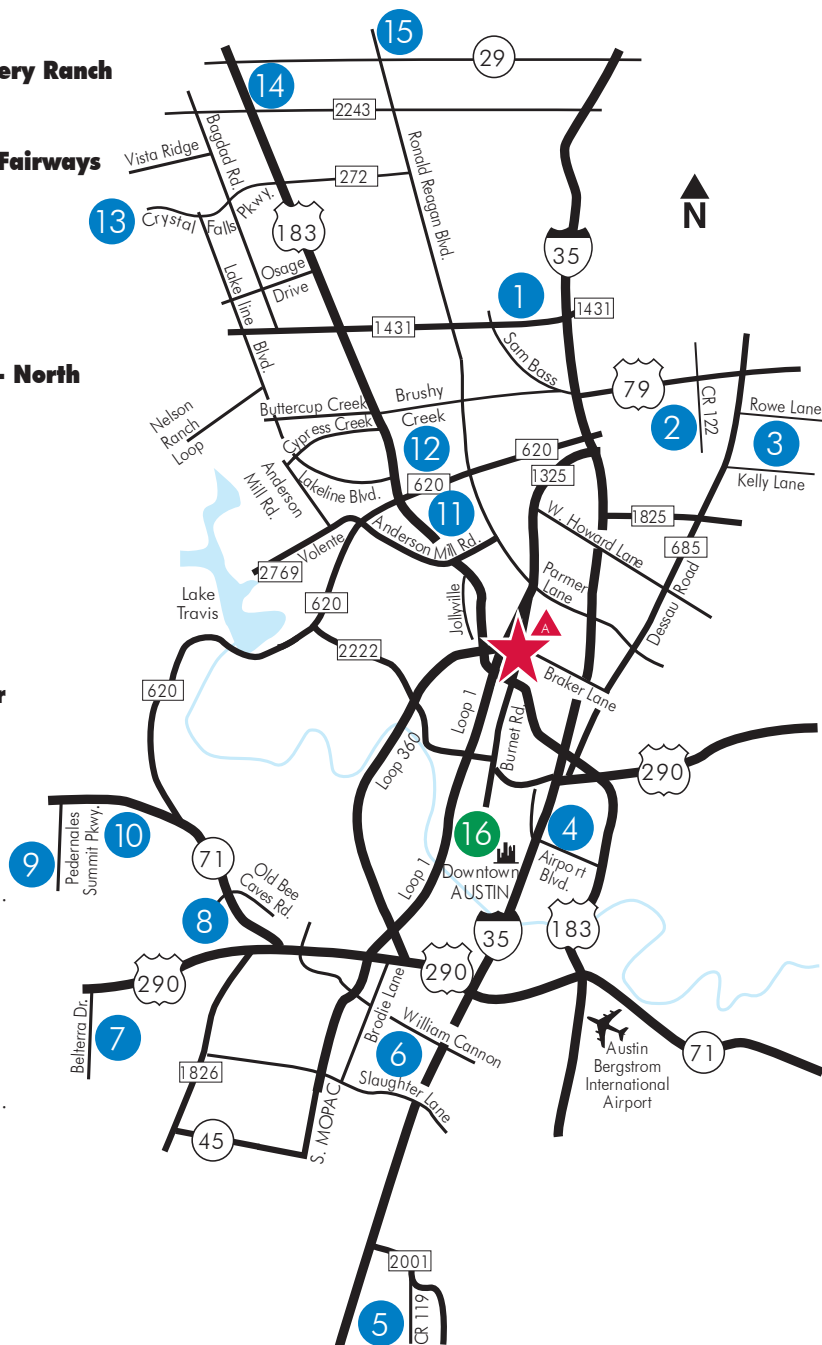 ery Ranch
Fairways
- North
r
.
.
15
29
14
2243
Bagdad Rd.
Ronald Reagan Blvd.
Vista Ridge
272
13
Crystal Falls Pkwy.
183
N
35
Osage
Drive
Lake line Blvd.
1
1431
1431
Sam Bass
79
CR 122
Rowe Lane
2
3
Kelly Lane
Nelson
Ranch
Loop
Buttercup Creek
Brushy
Creek
Cypress Creek
12
620
620
1325
Anderson
Mill Rd.
Lakeline Blvd.
11
W. Howard Lane
1825
685
Volente
Anderson Mill Rd.
2769
Parmer
Lane
Dessau Road
Lake
Travis
620
Jollyville
A
2222
Braker Lane
620
Loop 1
Loop 360
Burnet Rd.
290
Pedernales
Summit Pkwy.
10
9
71
16
4
Downtown
AUSTIN
Airport
Blvd.
Old Bee
Caves Rd.
Loop 1
8
35
183
290
290
Belterra Dr.
7
Brodie Lane
William Cannon
6
Austin
Bergstrom
International
Airport
71
1826
Slaughter Lane
S. MOPAC
45
2001
5
CR 119